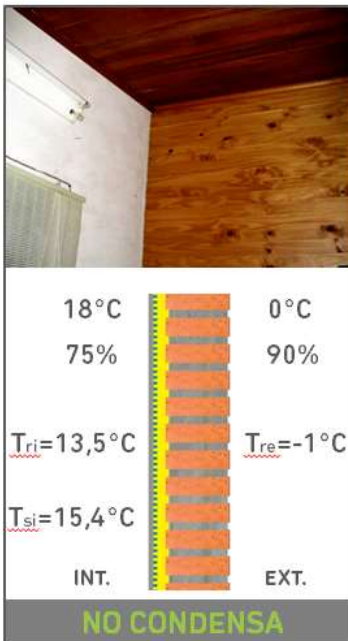 18°C 0°C
75% 90%
Tri=13,5°C Tre=-1°C
Tsi=15,4°C
INT. EXT.
NO CONDENSA